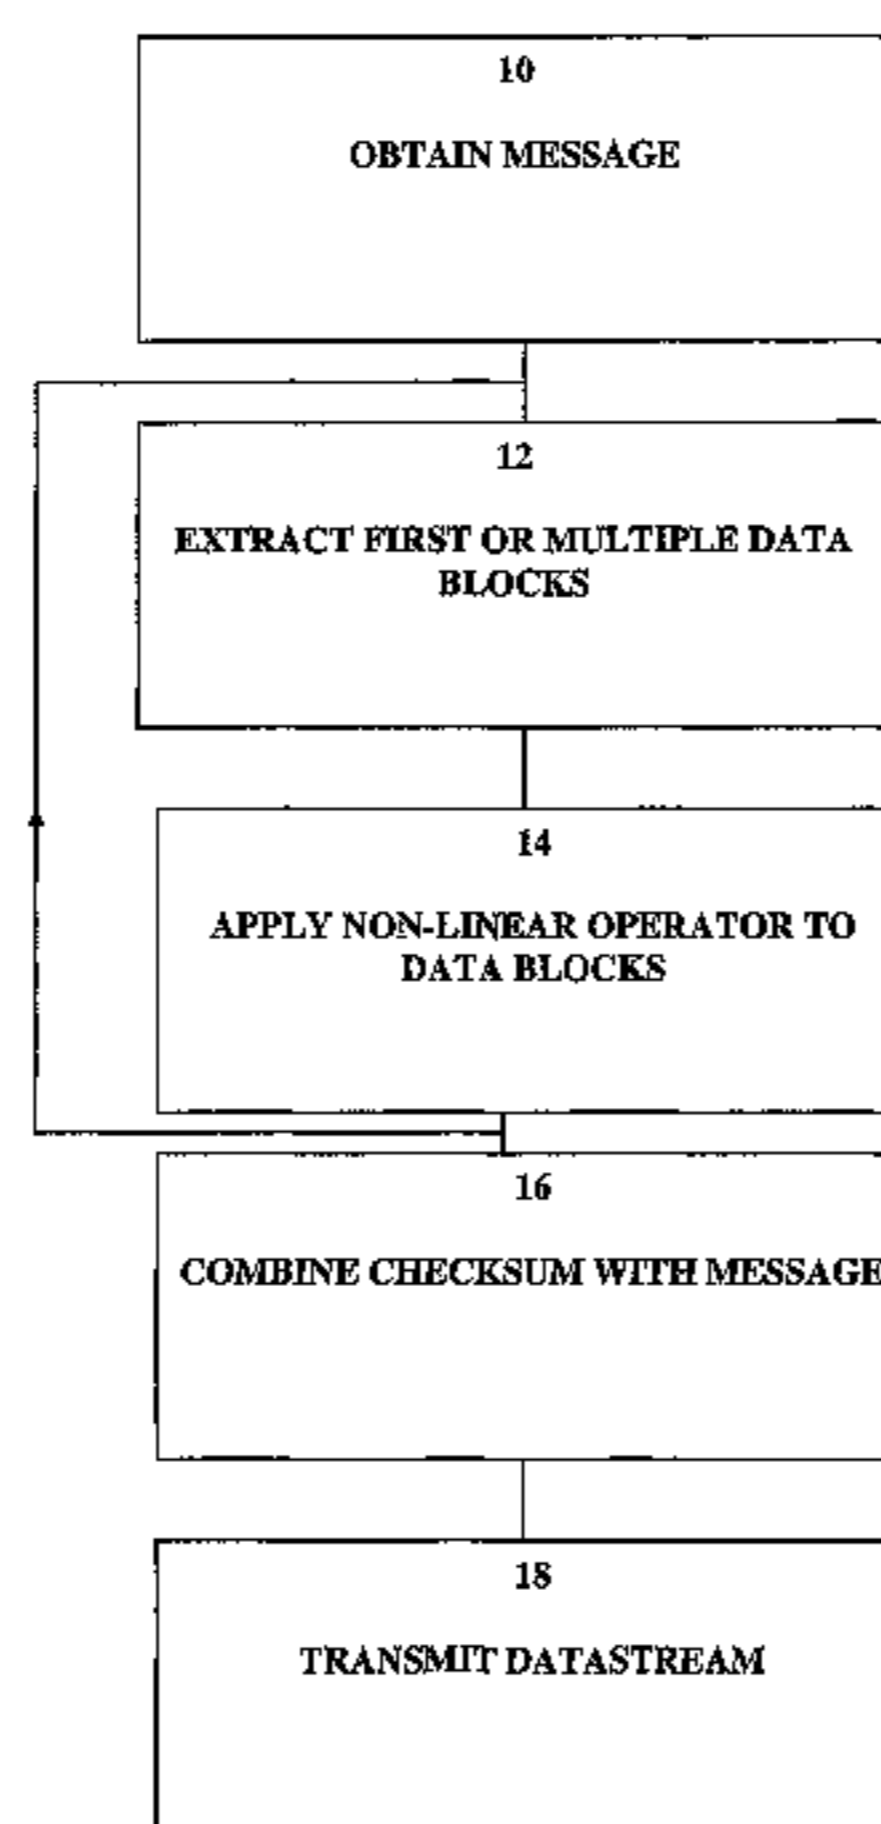 10
OBTAIN MESSAGE
12
EXTRACT FIRST OR MULTIPLE DATA
BLOCKS
14
APPLY NON-LINEAR OPERATOR TO
DATA BLOCKS
16
COMBINE CHECKSUM WITH MESSAGE
18
TRANSMIT DATASTREAM